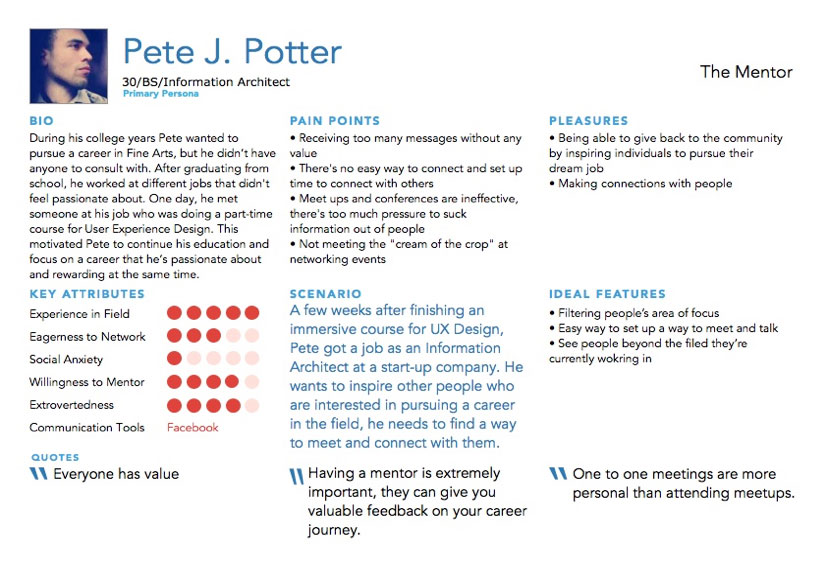 Pete J. Potter
30/BS/Information Architect
Primary Persona
The Mentor
BIO
During his college years Pete wanted to
pursue a career in Fine Arts, but he didn't have
anyone to consult with. After graduating from
school, he worked at different jobs that didn't
feel passionate about. One day, he met
someone at his job who was doing a part-time
course for User Experience Design. This
motivated Pete to continue his education and
focus on a career that he's passionate about
and rewarding at the same time.
PAIN POINTS
• Receiving too many messages without any
value
• There's no easy way to connect and set up
time to connect with others
• Meet ups and conferences are ineffective,
there's too much pressure to suck
information out of people
• Not meeting the "cream of the crop" at
networking events
PLEASURES
• Being able to give back to the community
by inspiring individuals to pursue their
dream job
• Making connections with people
KEY ATTRIBUTES
Experience in Field
Eagerness to Network
Social Anxiety
Willingness to Mentor
Extrovertedness
Communication Tools Facebook
SCENARIO
A few weeks after finishing an
immersive course for UX Design,
Pete got a job as an Information
Architect at a start-up company. He
wants to inspire other people who
are interested in pursuing a career
in the field, he needs to find a way
to meet and connect with them.
IDEAL FEATURES
• Filtering people's area of focus
• Easy way to set up a way to meet and talk
• See people beyond the filed they're
currently wokring in
QUOTES
Everyone has value
Having a mentor is extremely
important, they can give you
valuable feedback on your career
journey.
One to one meetings are more
personal than attending meetups.